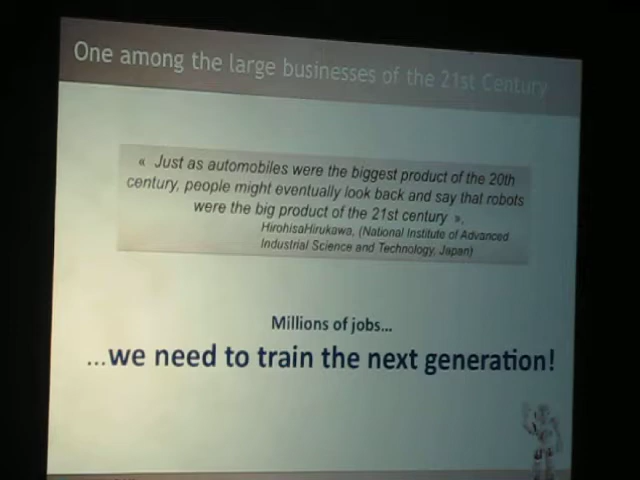 One among the large businesses of the 21st Century
« Just as automobiles were the biggest product of the 20th
century, people might eventually look back and say that robots
were the big product of the 21st century ».
HirohisaHirukawa, (National Institute of Advanced
Industrial Science and Technology, Japan)
Millions of jobs...
...we need to train the next generation!